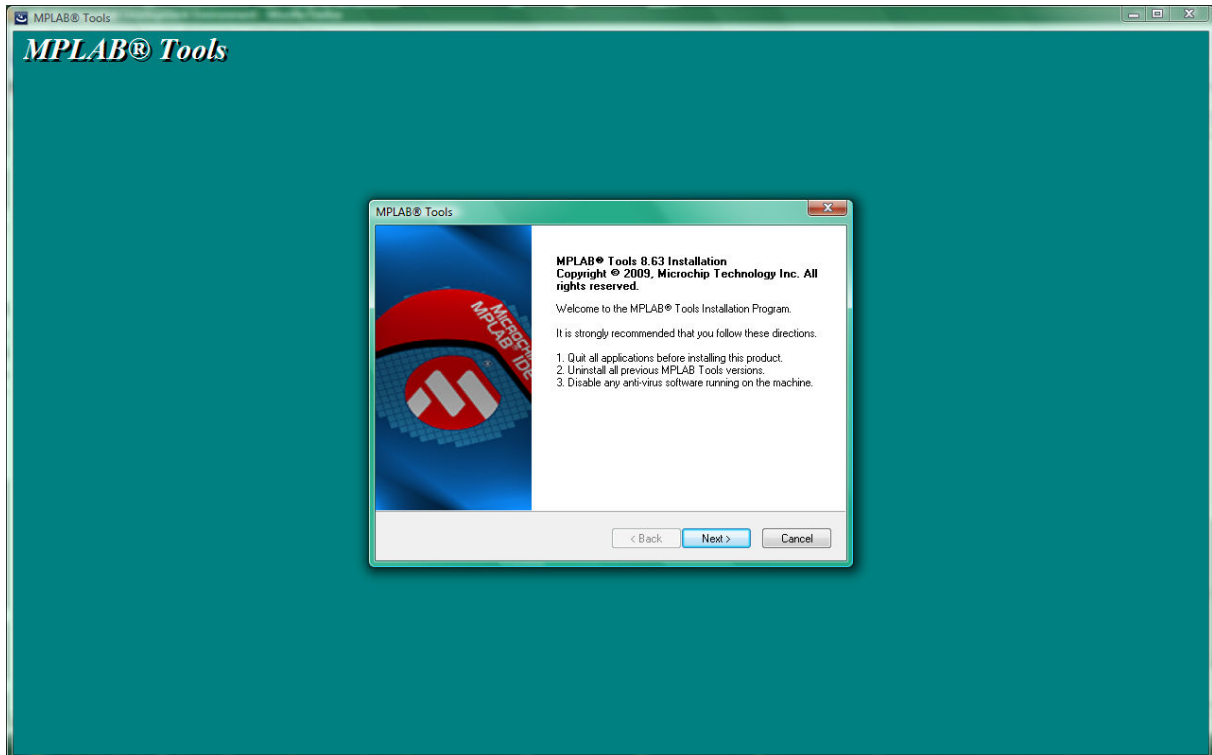 MPLAB® Tools
MPLAB® Tools
MPLAB® Tools
MICROCHIP
MPLAB® IDE
MPLAB® Tools 8.63 Installation
Copyright © 2009, Microchip Technology Inc. All
rights reserved.
Welcome to the MPLAB® Tools Installation Program.
It is strongly recommended that you follow these directions.
1. Quit all applications before installing this product.
2. Uninstall all previous MPLAB Tools versions.
3. Disable any anti-virus software running on the machine.
< Back
Next >
Cancel